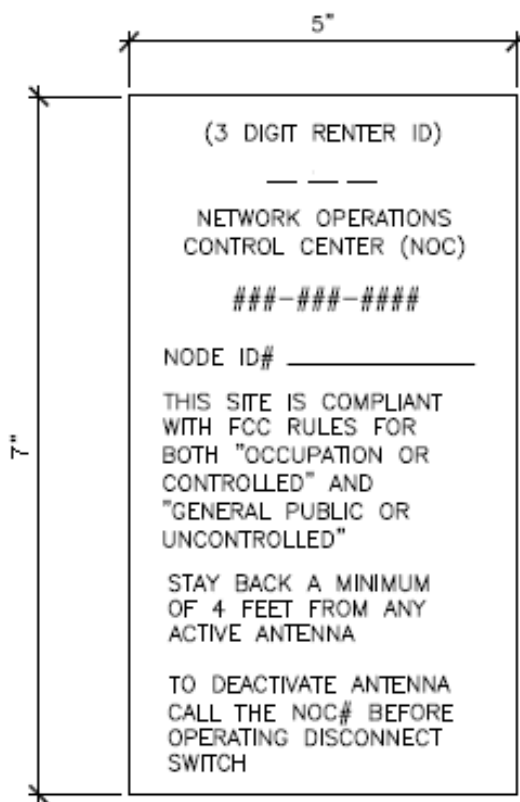 5"
7"
(3 DIGIT RENTER ID)
_ _ _
NETWORK OPERATIONS
CONTROL CENTER (NOC)
###-###-####
NODE ID# ________________
THIS SITE IS COMPLIANT
WITH FCC RULES FOR
BOTH "OCCUPATION OR
CONTROLLED" AND
"GENERAL PUBLIC OR
UNCONTROLLED"
STAY BACK A MINIMUM
OF 4 FEET FROM ANY
ACTIVE ANTENNA
TO DEACTIVATE ANTENNA
CALL THE NOC# BEFORE
OPERATING DISCONNECT
SWITCH